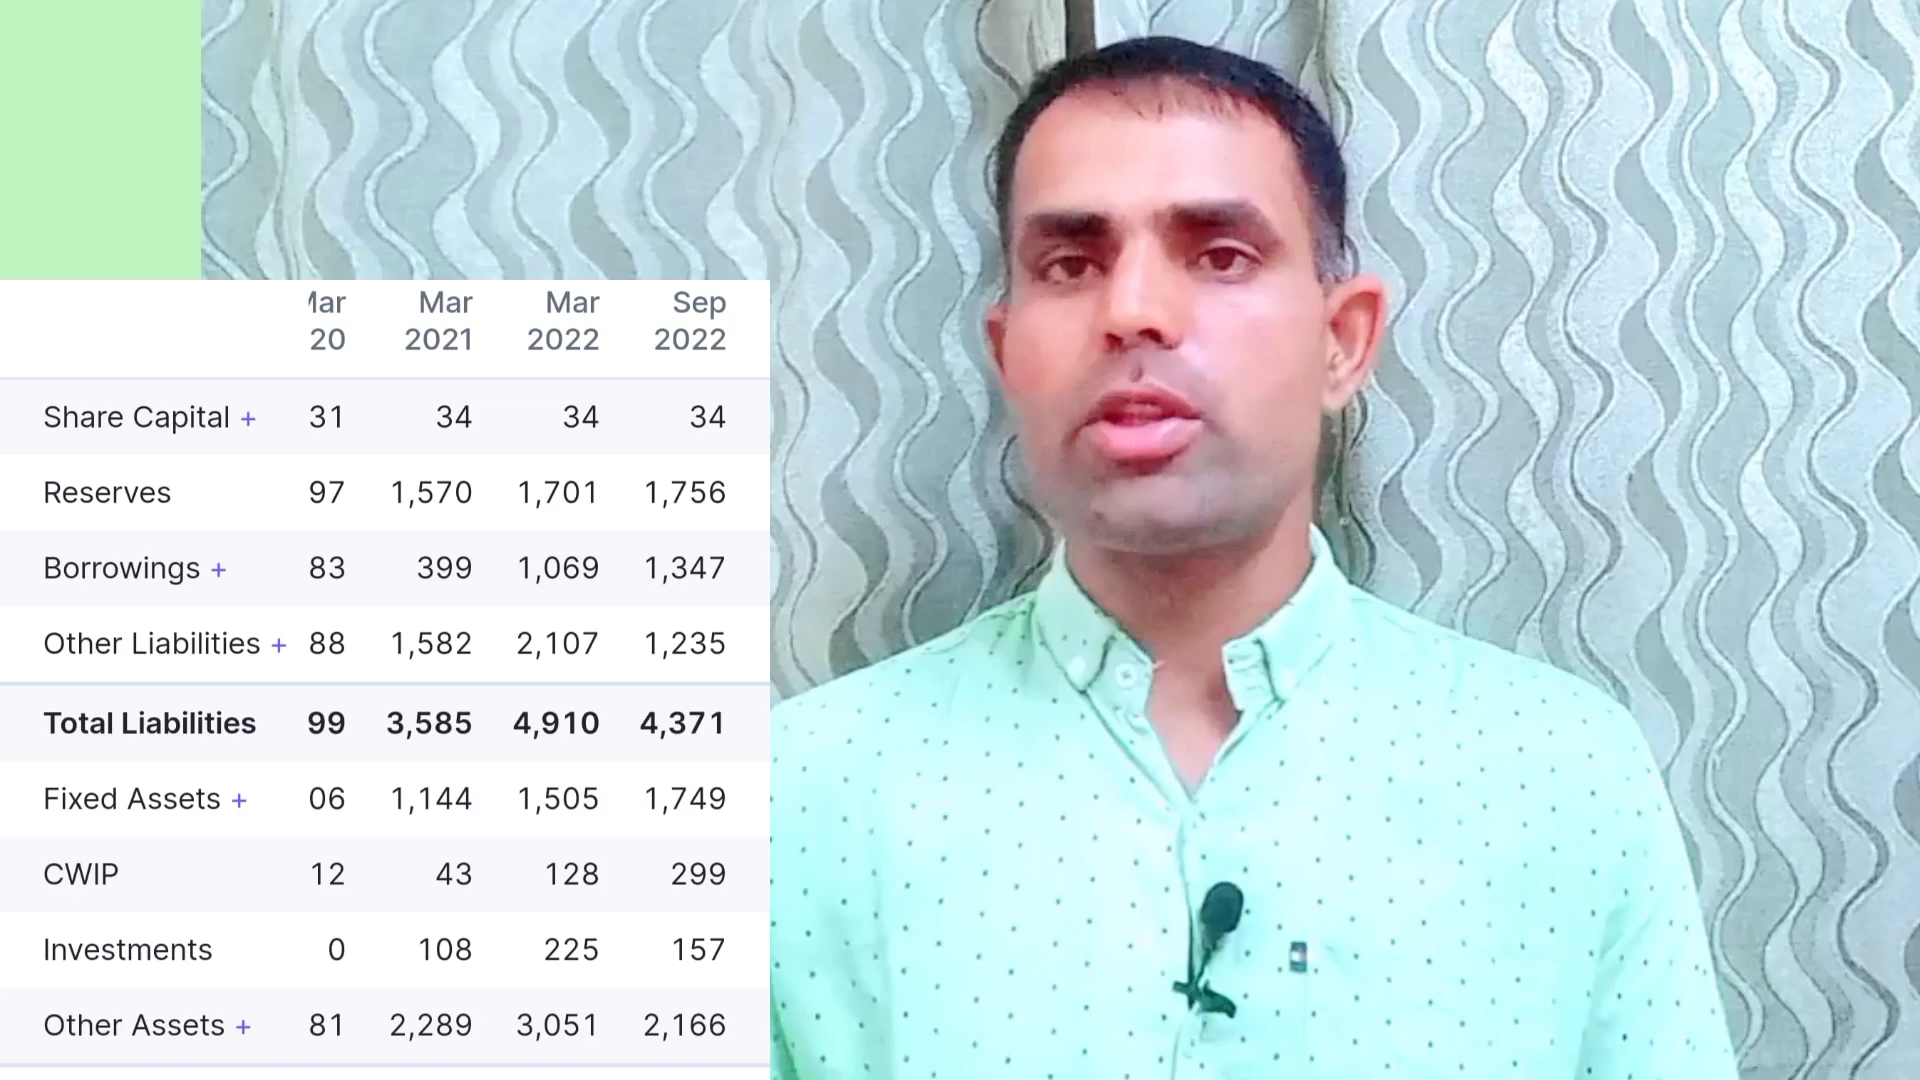 Mar Mar Sep
20 2021 2022 2022
Share Capital + 31 34 34 34
Reserves 97 1,570 1,701 1,756
Borrowings + 83 399 1,069 1,347
Other Liabilities + 88 1,582 2,107 1,235
Total Liabilities 99 3,585 4,910 4,371
Fixed Assets + 06 1,144 1,505 1,749
CWIP 12 43 128 299
Investments 0 108 225 157
Other Assets + 81 2,289 3,051 2,166